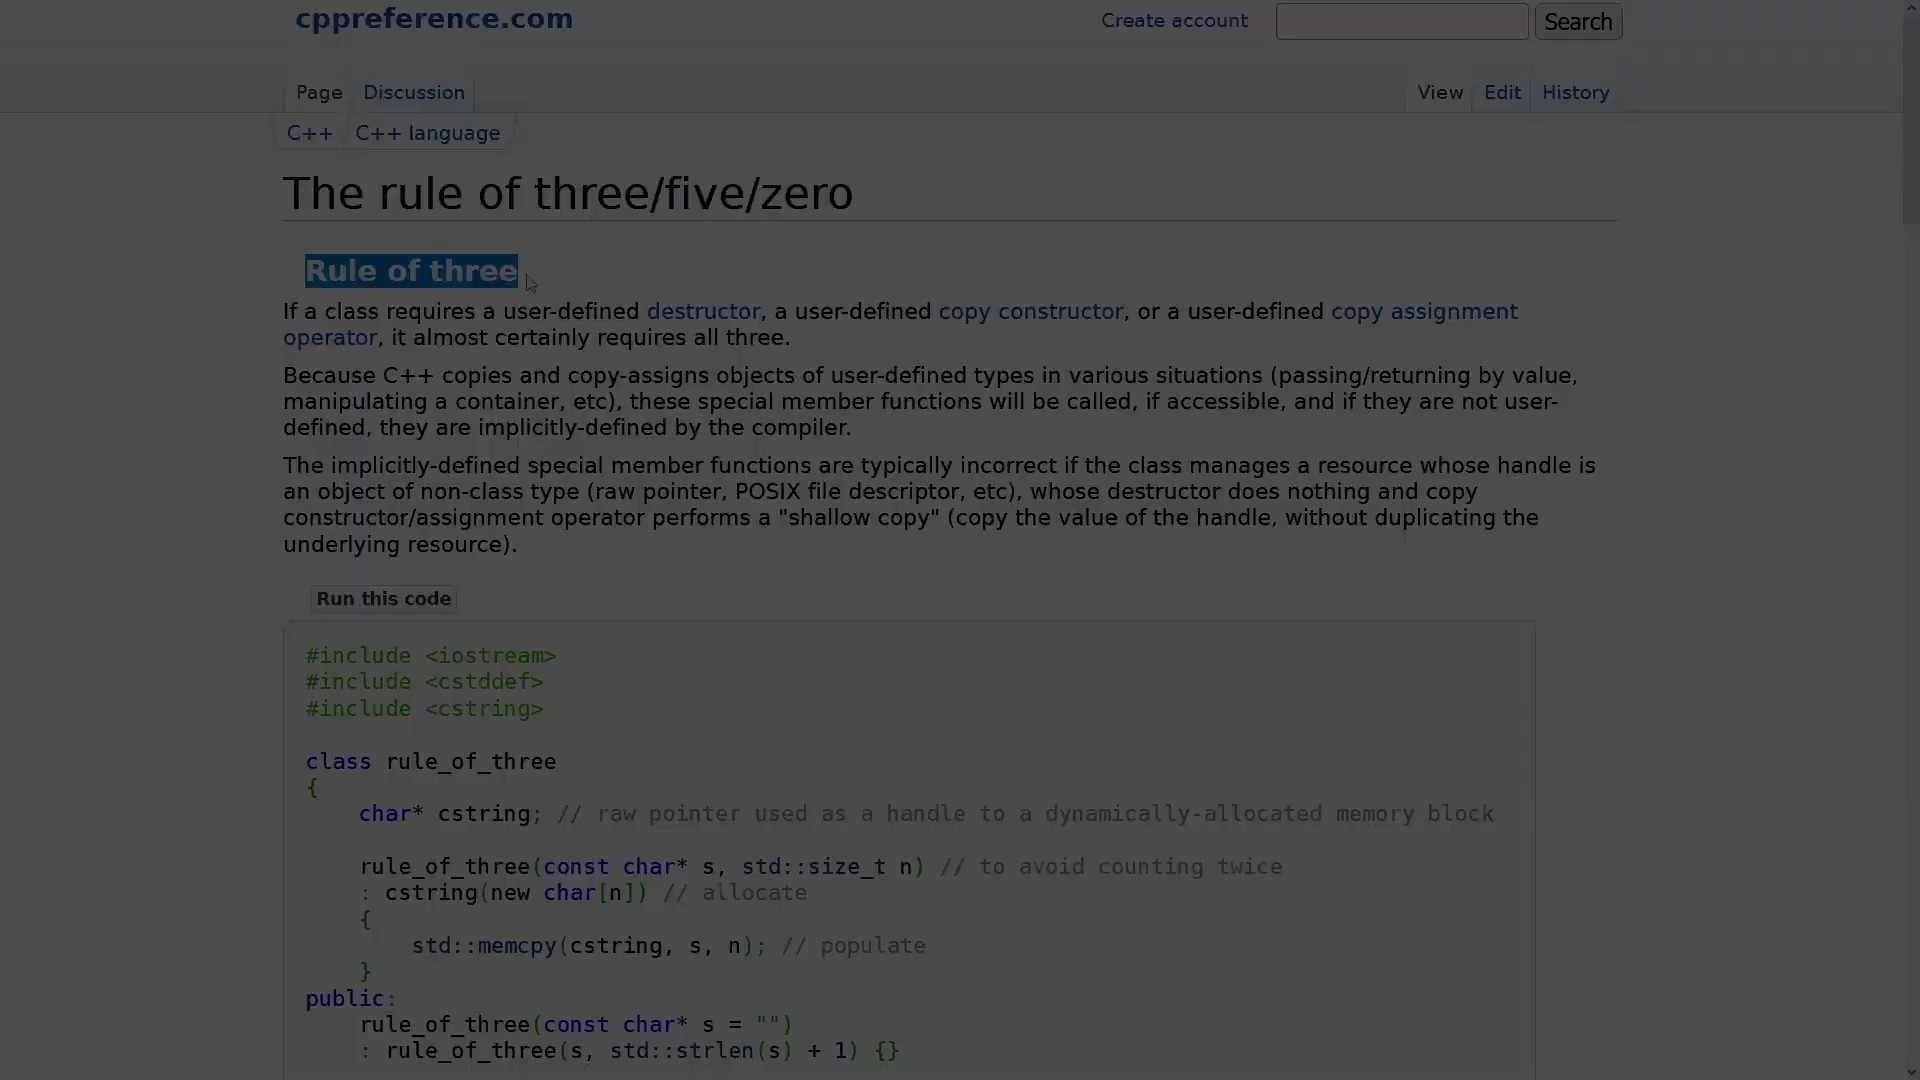 cppreference.com
Create account
Search
Page
Discussion
View
Edit
History
C++
C++ language
The rule of three/five/zero
Rule of three
If a class requires a user-defined destructor, a user-defined copy constructor, or a user-defined copy assignment
operator, it almost certainly requires all three.
Because C++ copies and copy-assigns objects of user-defined types in various situations (passing/returning by value,
manipulating a container, etc), these special member functions will be called, if accessible, and if they are not user-
defined, they are implicitly-defined by the compiler.
The implicitly-defined special member functions are typically incorrect if the class manages a resource whose handle is
an object of non-class type (raw pointer, POSIX file descriptor, etc), whose destructor does nothing and copy
constructor/assignment operator performs a "shallow copy" (copy the value of the handle, without duplicating the
underlying resource).
Run this code
#include <iostream>
#include <cstddef>
#include <cstring>
class rule_of_three
{
    char* cstring; // raw pointer used as a handle to a dynamically-allocated memory block
    rule_of_three(const char* s, std::size_t n) // to avoid counting twice
    : cstring(new char[n]) // allocate
    {
        std::memcpy(cstring, s, n); // populate
    }
public:
    rule_of_three(const char* s = "")
    : rule_of_three(s, std::strlen(s) + 1) {}